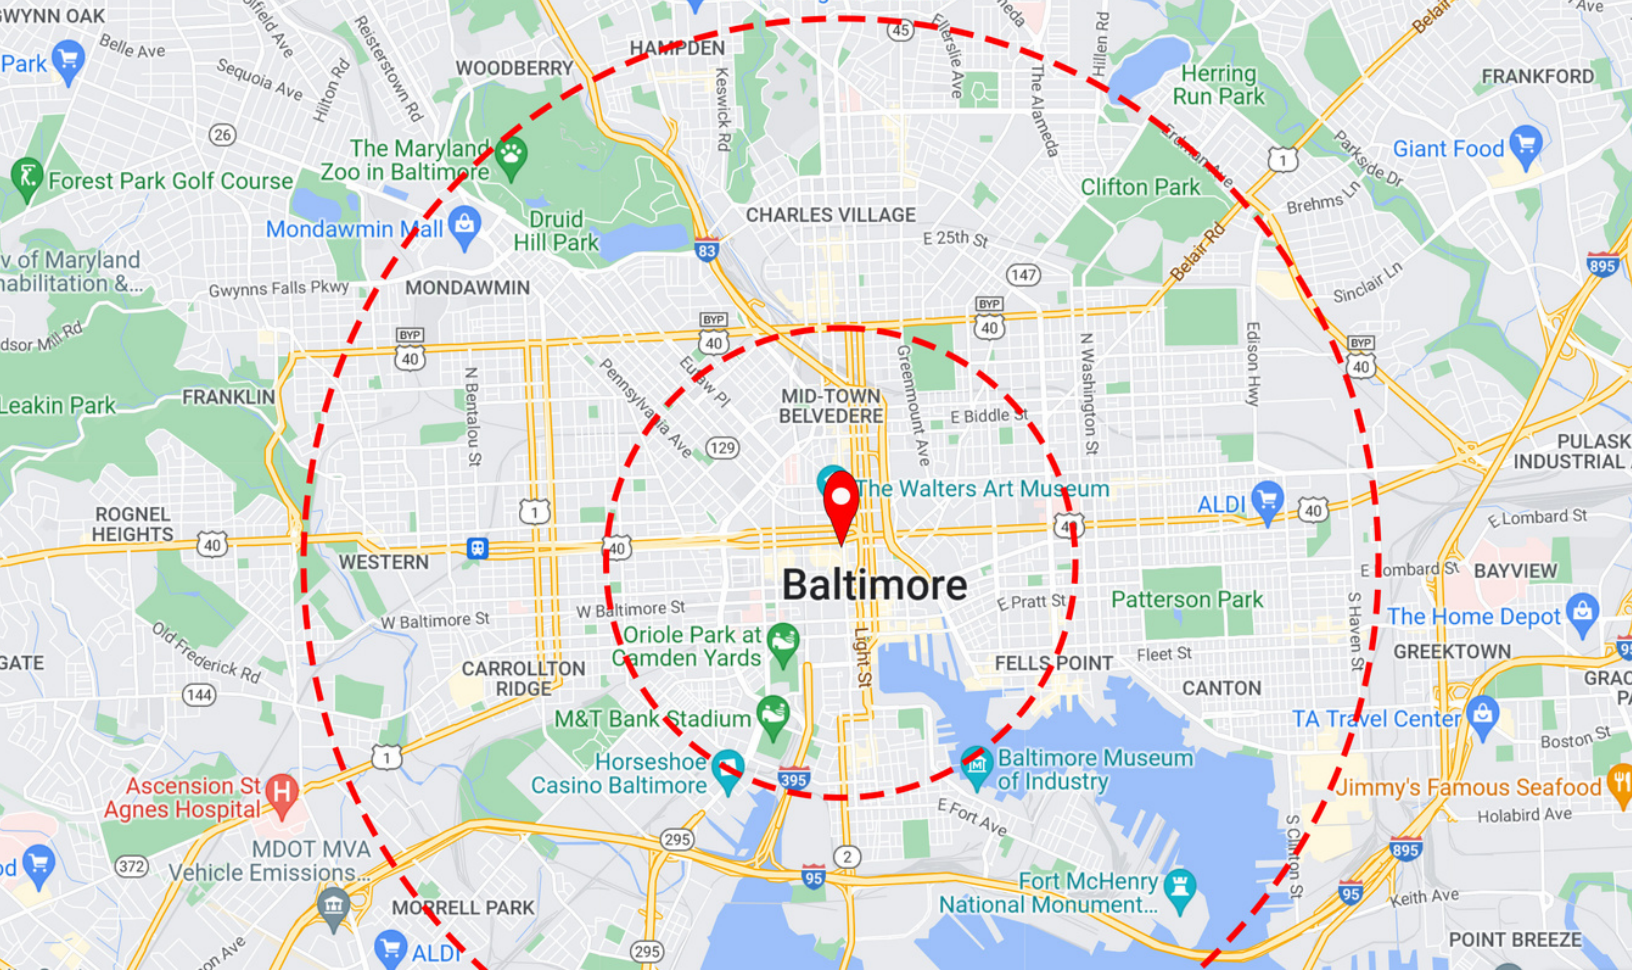 GWYNN OAK
Belle Ave
Park
Sequoia Ave
Hilton Rd
Reisterstown Rd
26
WOODBERRY
HAMPDEN
Keswick Rd
45
Ellerslie Ave
The Alameda
Hillen Rd
Herring
Run Park
Belair
FRANKFORD
The Maryland
Zoo in Baltimore
Forest Park Golf Course
Mondawmin Mall
Druid
Hill Park
CHARLES VILLAGE
E 25th St
83
147
Clifton Park
Erdman Ave
1
Parkside Dr
Giant Food
Brehms Ln
Belair Rd
Sinclair Ln
895
v of Maryland
habilitation &...
Gwynns Falls Pkwy
MONDAWMIN
dsor Mill Rd
BYP
40
BYP
40
BYP
40
BYP
40
Leakin Park
FRANKLIN
N Bentalou St
Pennsylvania Ave
Eutaw Pl
129
MID-TOWN
BELVEDERE
Greenmount Ave
E Biddle St
N Washington St
Edison Hwy
PULASK
INDUSTRIAL
The Walters Art Museum
ALDI
40
E Lombard St
ROGNEL
HEIGHTS
40
1
WESTERN
40
40
Baltimore
E Lombard St
BAYVIEW
W Baltimore St
W Baltimore St
E Pratt St
Patterson Park
S Haven St
The Home Depot
Old Frederick Rd
GATE
144
CARROLLTON
RIDGE
Oriole Park at
Camden Yards
Light St
FELLS POINT
Fleet St
CANTON
GREEKTOWN
95
GRAC
M&T Bank Stadium
TA Travel Center
Boston St
1
Horseshoe
Casino Baltimore
395
Baltimore Museum
of Industry
Jimmy's Famous Seafood
Ascension St
Agnes Hospital
E Fort Ave
S Clinton St
Holabird Ave
MDOT MVA
Vehicle Emissions...
372
295
2
95
895
Fort McHenry
National Monument...
95
Keith Ave
MORRELL PARK
ALDI
295
POINT BREEZE